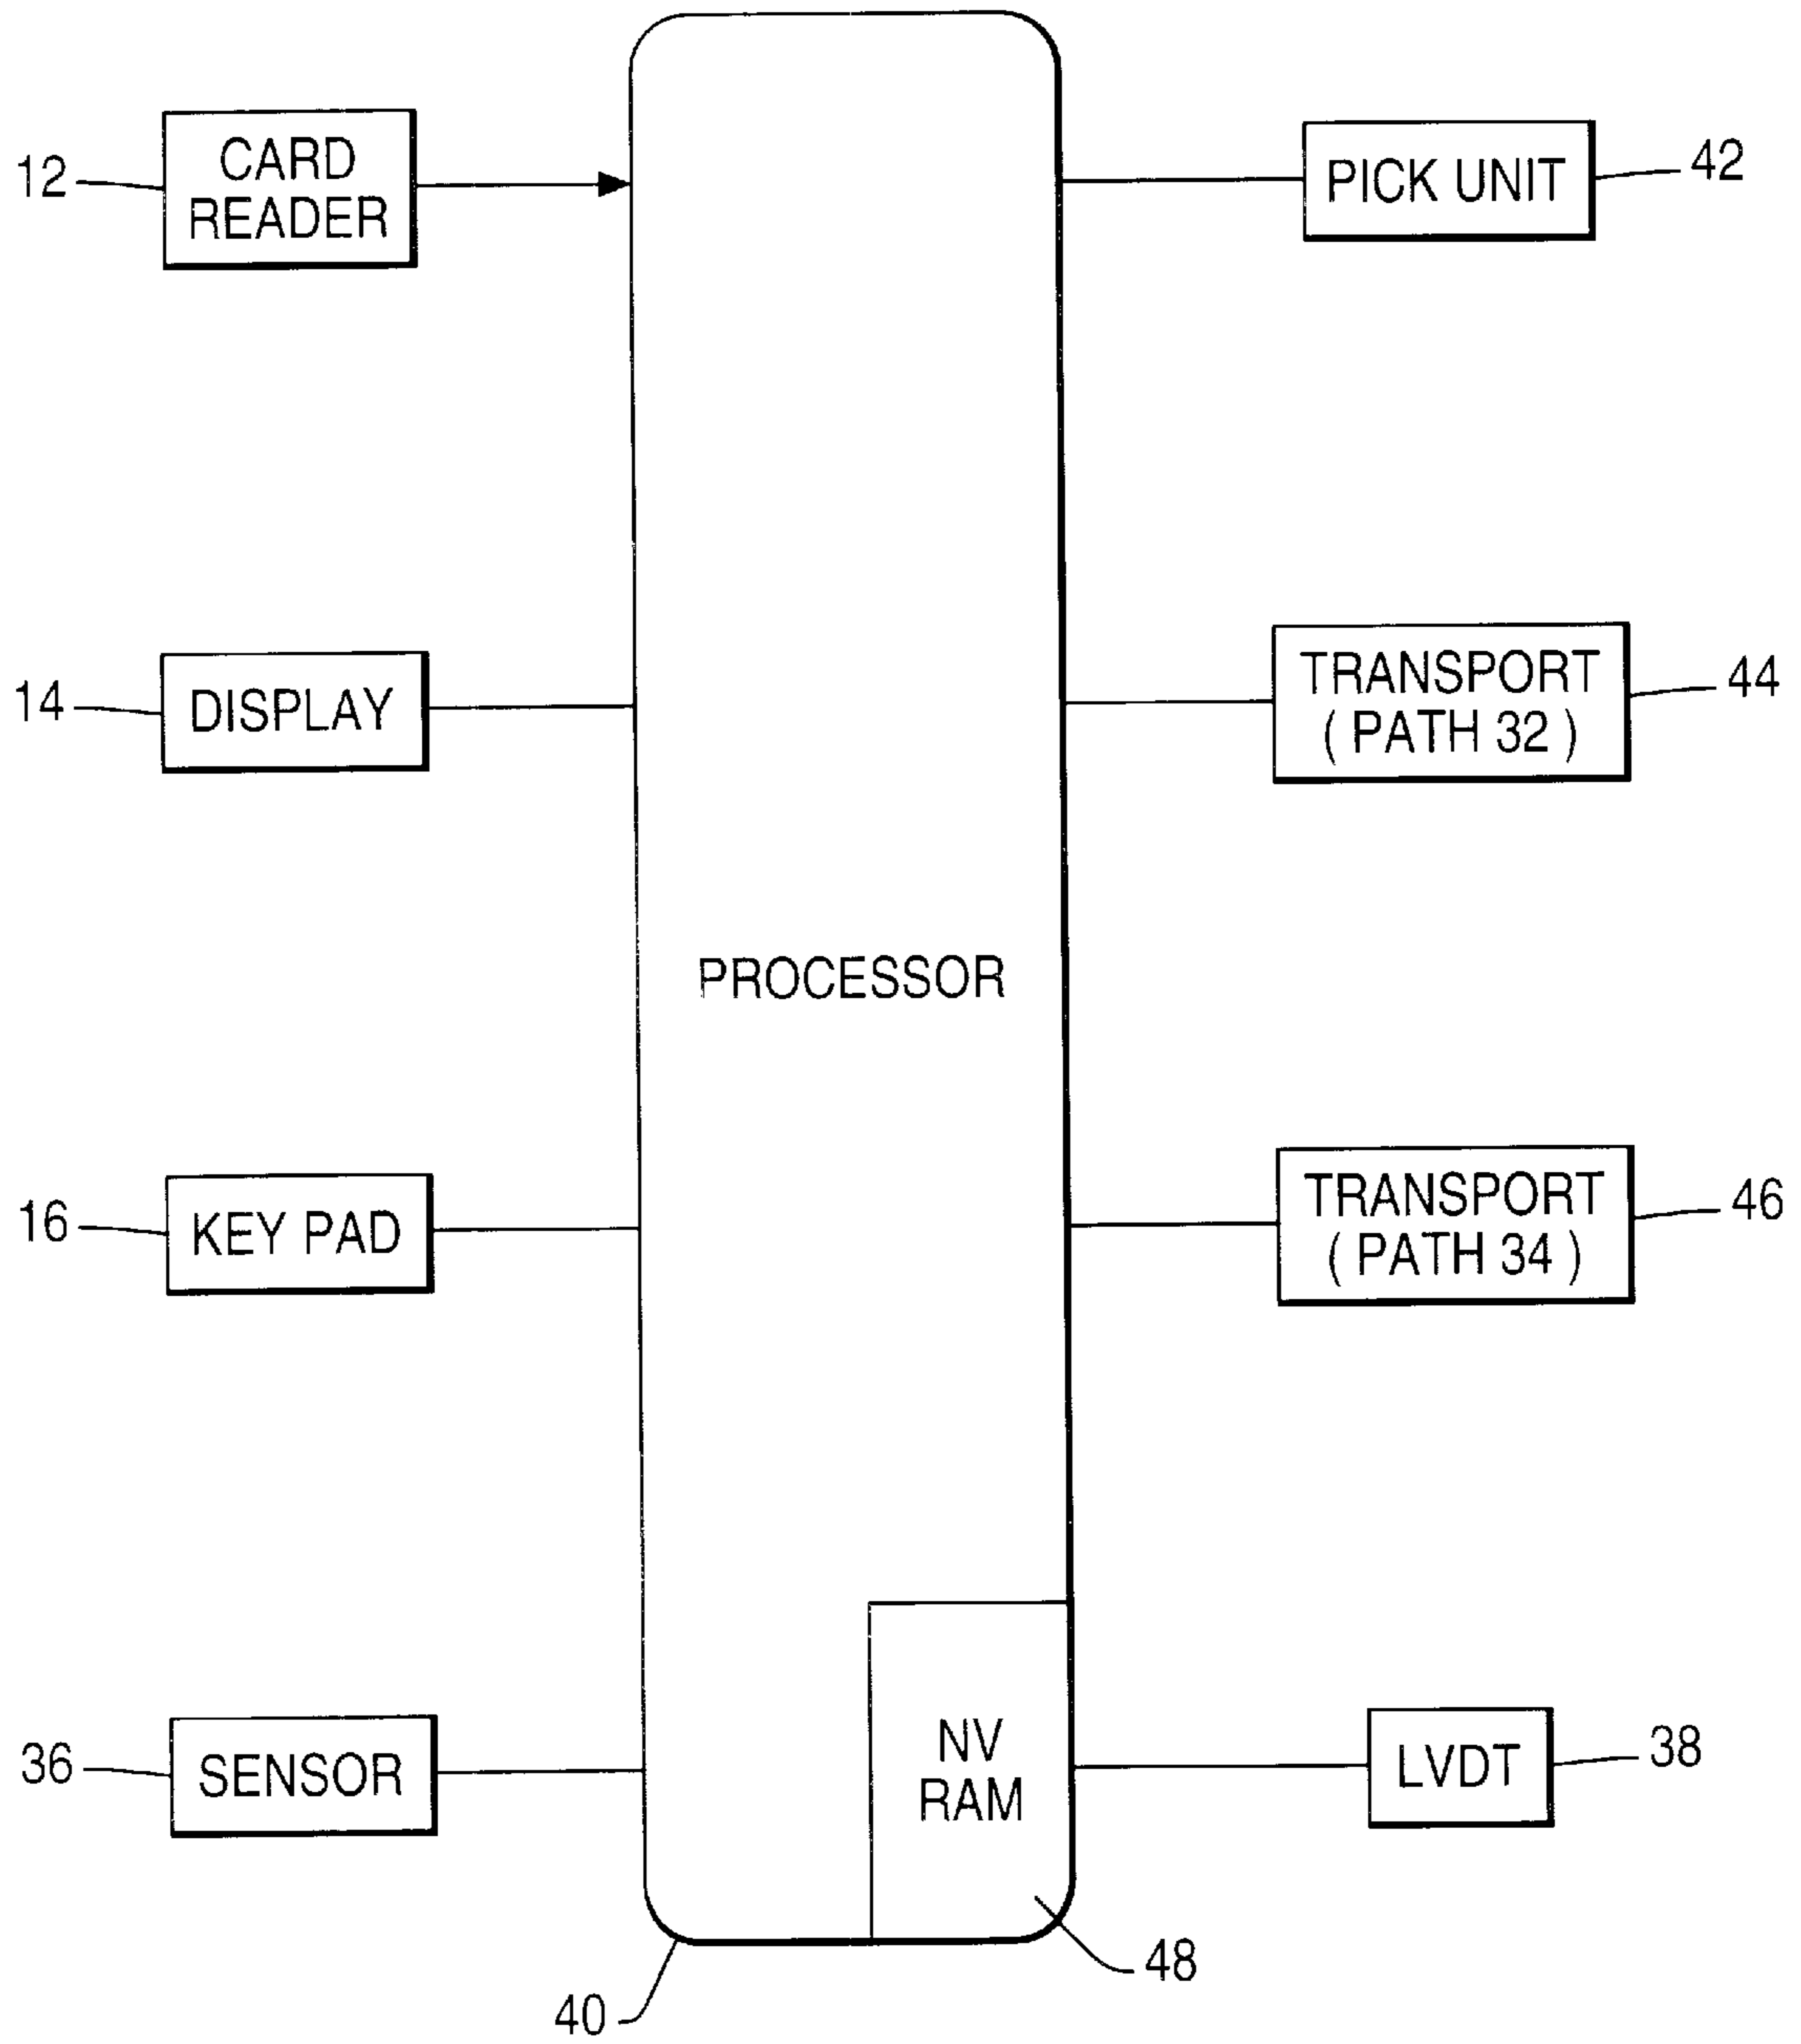 12
CARD
READER
PICK UNIT
42
14
DISPLAY
TRANSPORT
( PATH 32 )
44
PROCESSOR
16
KEY PAD
TRANSPORT
( PATH 34 )
46
36
SENSOR
NV
RAM
LVDT
38
48
40